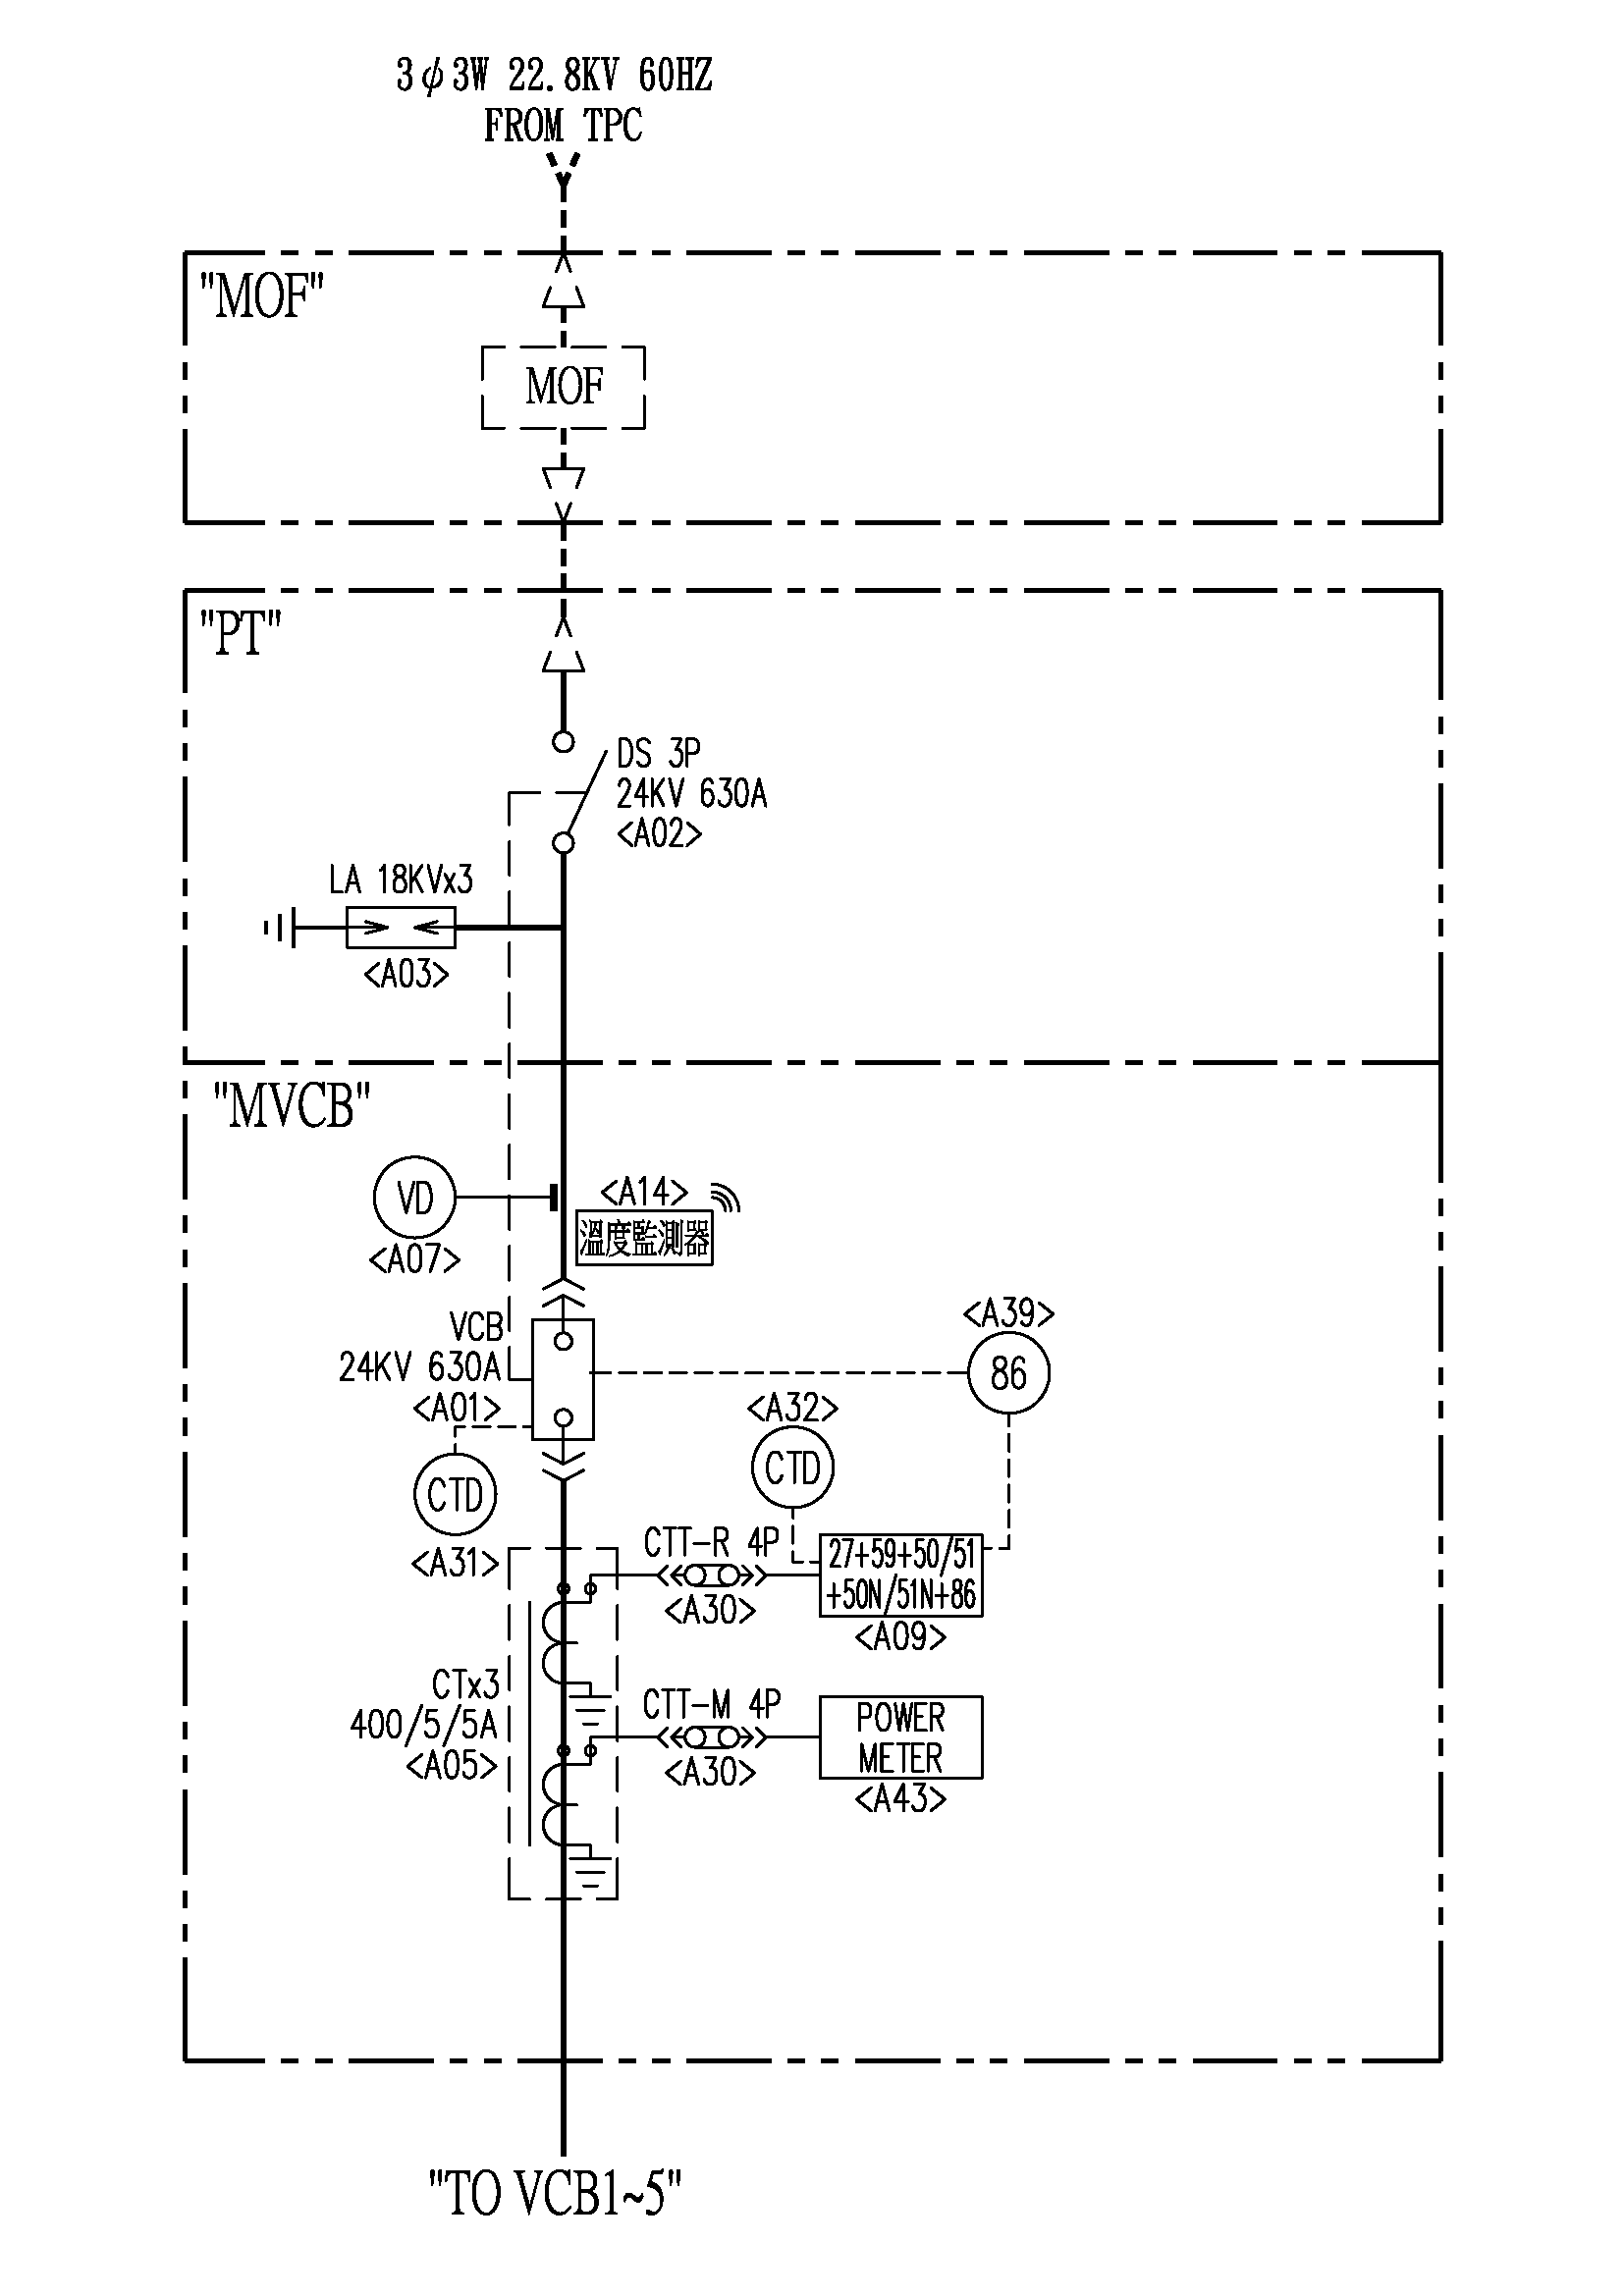 3φ3W 22.8KV 60HZ
FROM TPC
"MOF"
MOF
"PT"
DS 3P
24KV 630A
<A02>
LA 18KVx3
<A03>
"MVCB"
VD
<A07>
<A14>
溫度監測器
VCB
24KV 630A
<A01>
<A39>
86
<A32>
CTD
CTD
<A31>
CTT-R 4P
<A30>
27+59+50/51
+50N/51N+86
<A09>
CTx3
400/5/5A
<A05>
CTT-M 4P
<A30>
POWER
METER
<A43>
"TO VCB1~5"